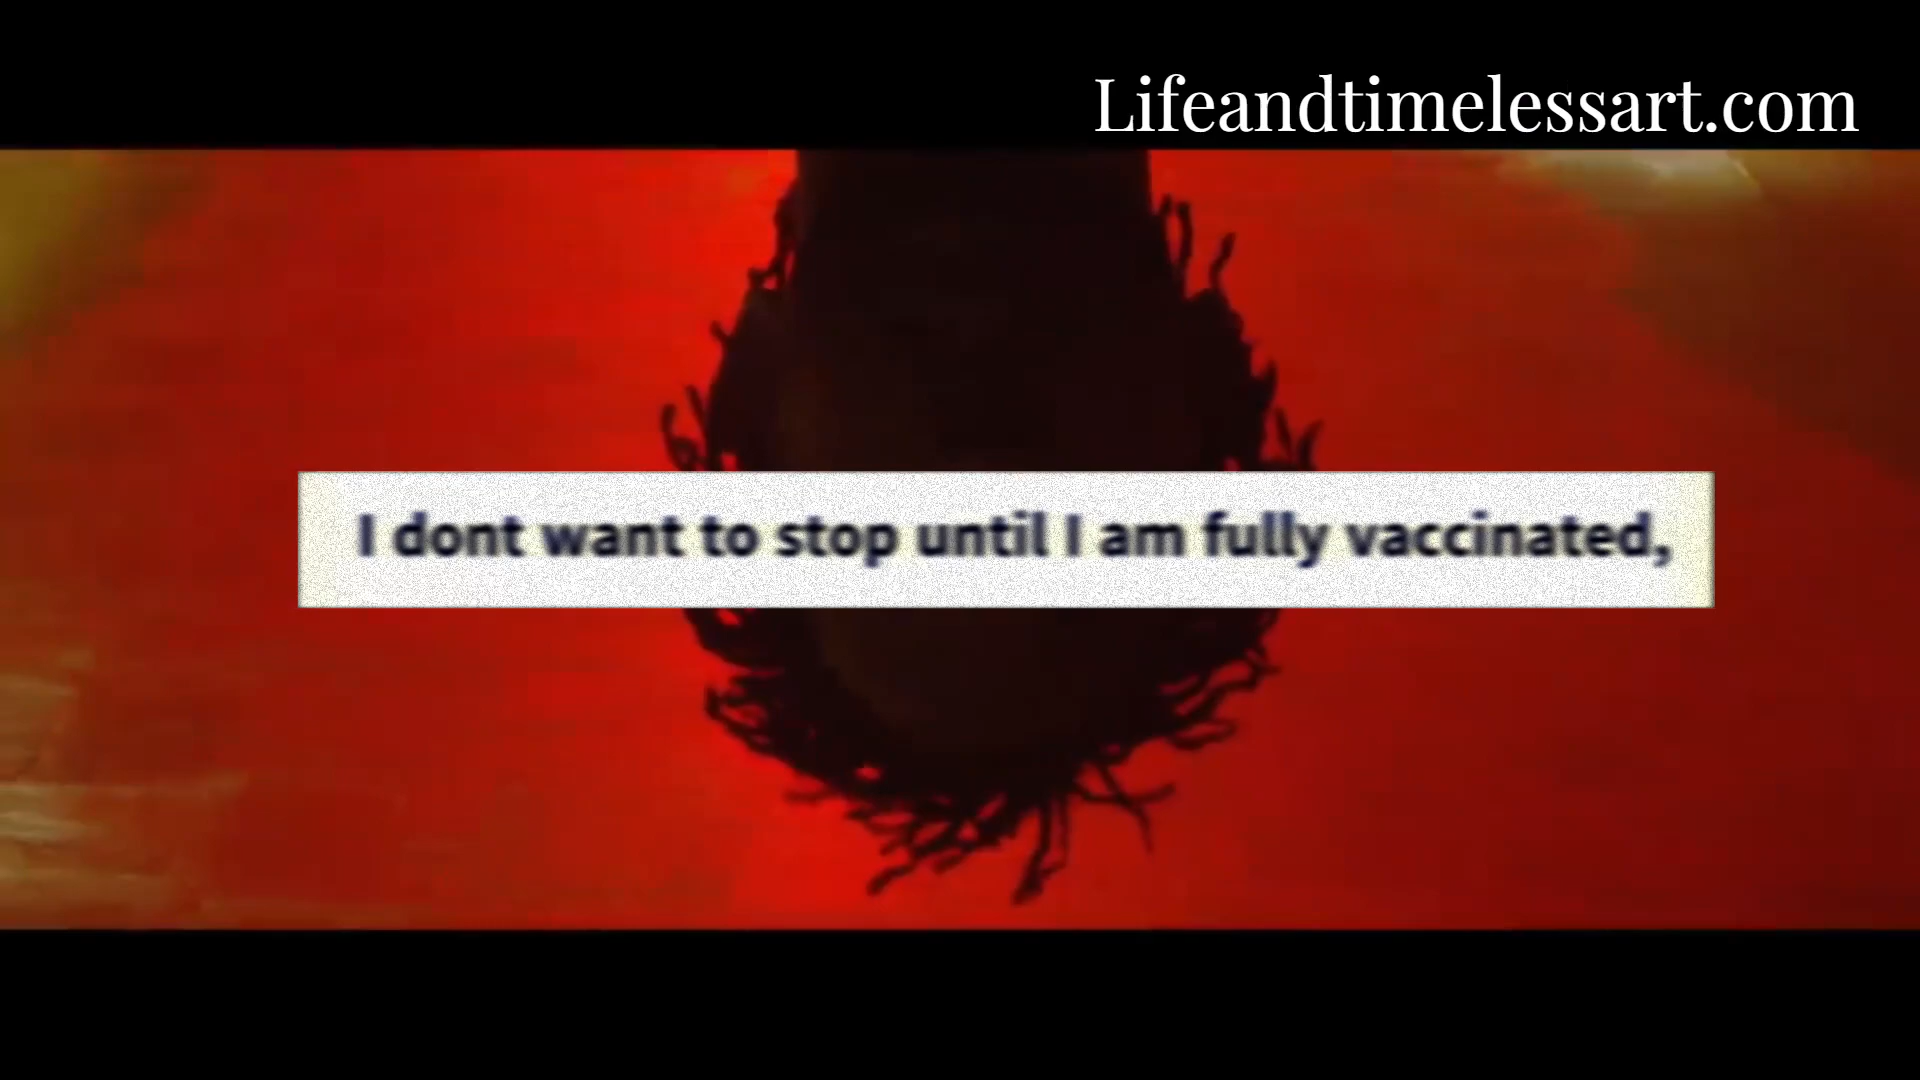 Lifeandtimelessart.com
I dont want to stop until I am fully vaccinated,